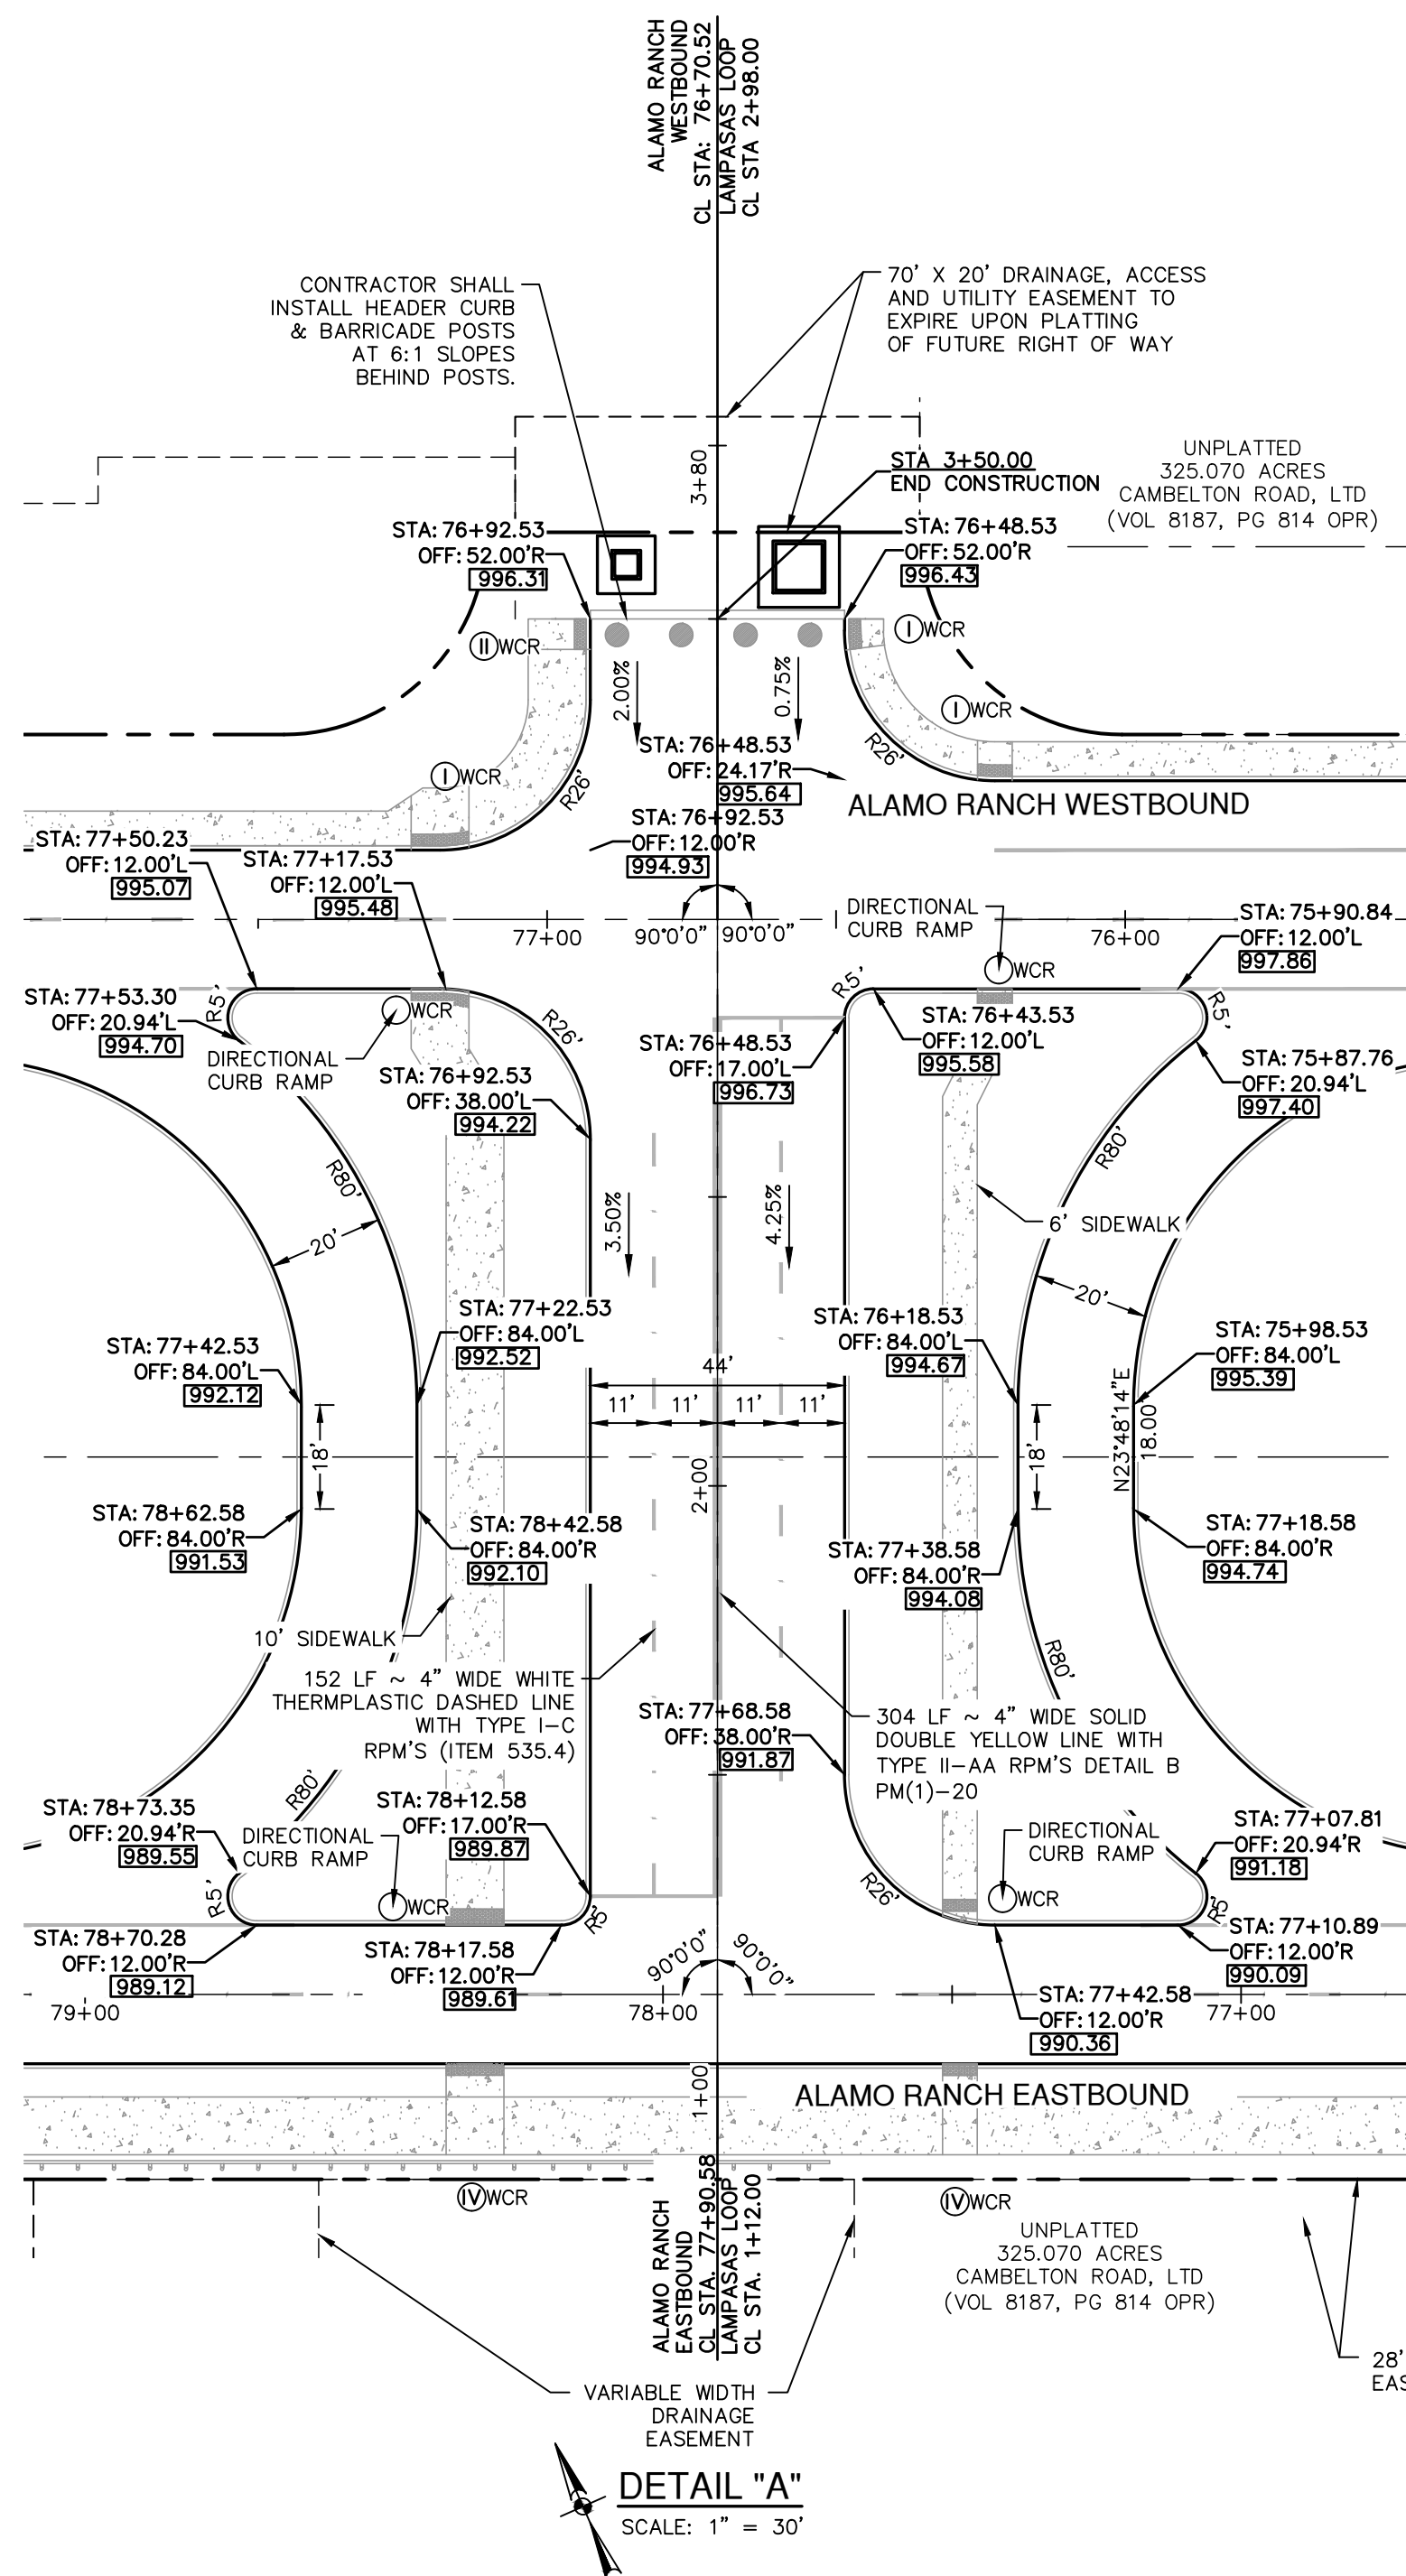 ALAMO RANCH
WESTBOUND
CL STA: 76+70.52
LAMPASAS LOOP
CL STA 2+98.00
CONTRACTOR SHALL
INSTALL HEADER CURB
& BARRICADE POSTS
AT 6:1 SLOPES
BEHIND POSTS.
70' X 20' DRAINAGE, ACCESS
AND UTILITY EASEMENT TO
EXPIRE UPON PLATTING
OF FUTURE RIGHT OF WAY
3+80
STA 3+50.00
END CONSTRUCTION
UNPLATTED
325.070 ACRES
CAMBELTON ROAD, LTD
(VOL 8187, PG 814 OPR)
STA: 76+92.53
OFF: 52.00'R
996.31
STA: 76+48.53
OFF: 52.00'R
996.43
II WCR
I WCR
I WCR
I WCR
2.00%
0.75%
R26'
R26'
STA: 76+48.53
OFF: 24.17'R
995.64
ALAMO RANCH WESTBOUND
STA: 76+92.53
OFF: 12.00'R
994.93
STA: 77+50.23
OFF: 12.00'L
995.07
STA: 77+17.53
OFF: 12.00'L
995.48
77+00
90°0'0"
90°0'0"
DIRECTIONAL
CURB RAMP
WCR
76+00
STA: 75+90.84
OFF: 12.00'L
997.86
STA: 77+53.30
OFF: 20.94'L
994.70
R5'
WCR
DIRECTIONAL
CURB RAMP
R26'
STA: 76+92.53
OFF: 38.00'L
994.22
R5'
STA: 76+48.53
OFF: 17.00'L
996.73
STA: 76+43.53
OFF: 12.00'L
995.58
R5'
STA: 75+87.76
OFF: 20.94'L
997.40
R80'
20'
3.50%
4.25%
R80'
6' SIDEWALK
20'
STA: 77+42.53
OFF: 84.00'L
992.12
STA: 77+22.53
OFF: 84.00'L
992.52
STA: 76+18.53
OFF: 84.00'L
994.67
STA: 75+98.53
OFF: 84.00'L
995.39
44'
11'
11'
11'
11'
18'
18'
N23°48'14"E
18.00'
2+00
STA: 78+62.58
OFF: 84.00'R
991.53
STA: 78+42.58
OFF: 84.00'R
992.10
STA: 77+38.58
OFF: 84.00'R
994.08
STA: 77+18.58
OFF: 84.00'R
994.74
10' SIDEWALK
152 LF ~ 4" WIDE WHITE
THERMPLASTIC DASHED LINE
WITH TYPE I-C
RPM'S (ITEM 535.4)
R80'
STA: 77+68.58
OFF: 38.00'R
991.87
304 LF ~ 4" WIDE SOLID
DOUBLE YELLOW LINE WITH
TYPE II-AA RPM'S DETAIL B
PM(1)-20
R80'
STA: 78+73.35
OFF: 20.94'R
989.55
DIRECTIONAL
CURB RAMP
WCR
STA: 78+12.58
OFF: 17.00'R
989.87
R5'
R5'
R26'
DIRECTIONAL
CURB RAMP
WCR
STA: 77+07.81
OFF: 20.94'R
991.18
R5'
STA: 78+70.28
OFF: 12.00'R
989.12
STA: 78+17.58
OFF: 12.00'R
989.61
90°0'0"
90°0'0"
STA: 77+10.89
OFF: 12.00'R
990.09
STA: 77+42.58
OFF: 12.00'R
990.36
79+00
78+00
77+00
1+00
ALAMO RANCH EASTBOUND
IV WCR
IV WCR
ALAMO RANCH
EASTBOUND
CL STA. 77+90.58
LAMPASAS LOOP
CL STA. 1+12.00
UNPLATTED
325.070 ACRES
CAMBELTON ROAD, LTD
(VOL 8187, PG 814 OPR)
28'
EAS
VARIABLE WIDTH
DRAINAGE
EASEMENT
DETAIL "A"
SCALE: 1" = 30'